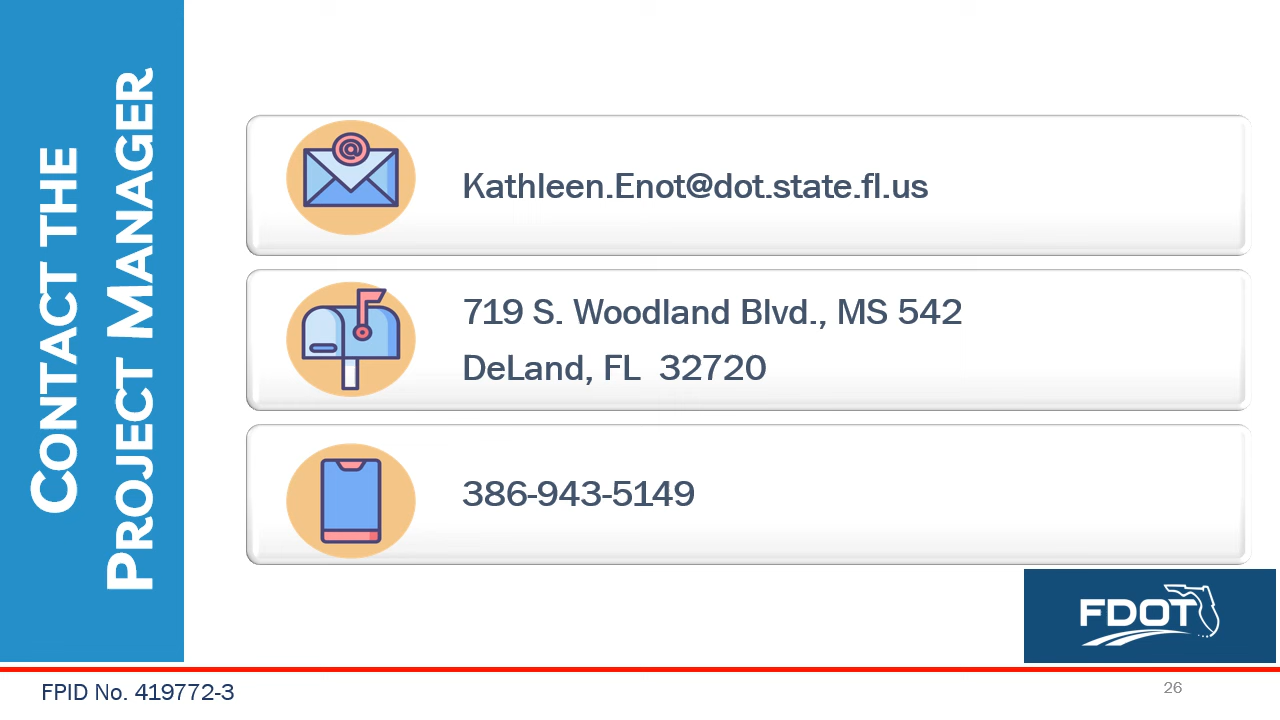 CONTACT THE
PROJECT MANAGER
@
Kathleen.Enot@dot.state.fl.us
719 S. Woodland Blvd., MS 542
DeLand, FL  32720
386-943-5149
FDOT
FPID No. 419772-3
26